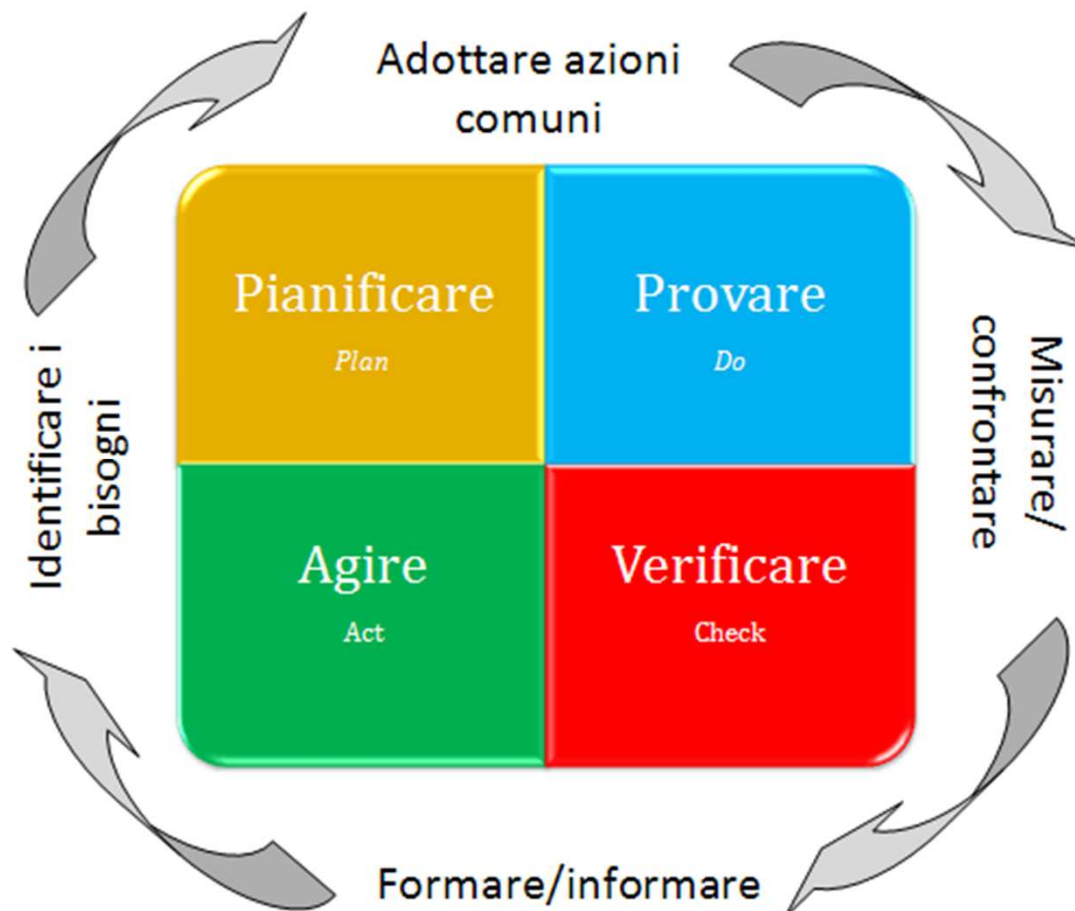 Adottare azioni
comuni
Pianificare
Plan
Provare
Do
Identificare i
bisogni
Misurare/
confrontare
Agire
Act
Verificare
Check
Formare/informare